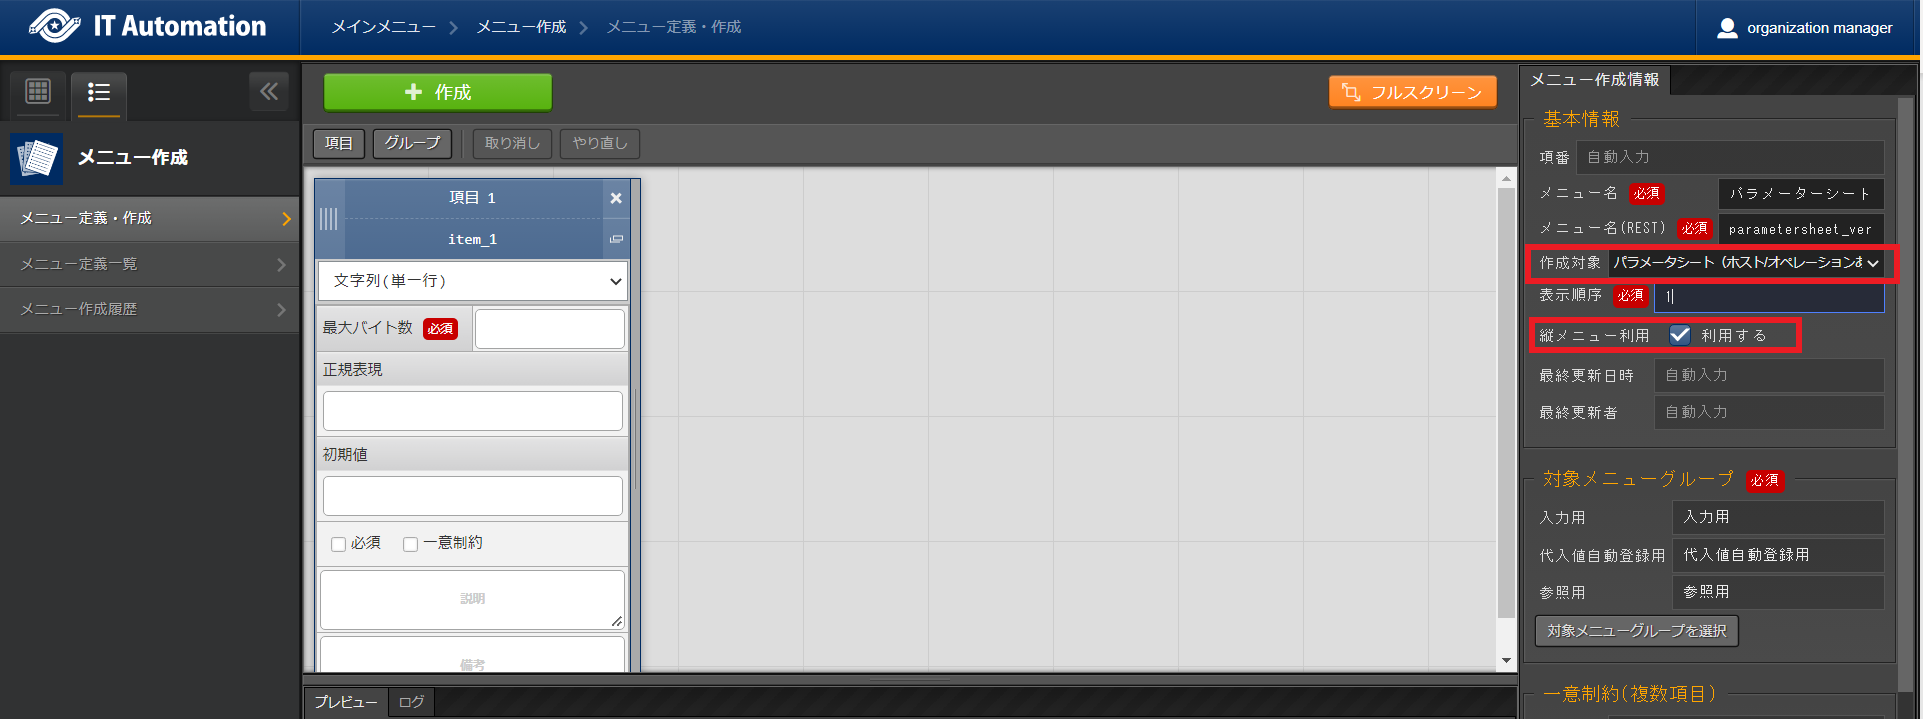 IT Automation
メインメニュー
メニュー作成
メニュー定義・作成
organization manager
メニュー作成
メニュー定義・作成
メニュー定義一覧
メニュー作成履歴
作成
フルスクリーン
項目
グループ
取り消し
やり直し
項目 1
item_1
文字列(単一行)
最大バイト数 必須
正規表現
初期値
必須
一意制約
説明
備考
プレビュー
ログ
メニュー作成情報
基本情報
項番 自動入力
メニュー名 必須 パラメーターシート
メニュー名(REST) 必須 parametersheet_ver
作成対象 パラメータシート（ホスト/オペレーション
表示順序 必須 1
縦メニュー利用 利用する
最終更新日時 自動入力
最終更新者 自動入力
対象メニューグループ 必須
入力用 入力用
代入値自動登録用 代入値自動登録用
参照用 参照用
対象メニューグループを選択
一意制約(複数項目)